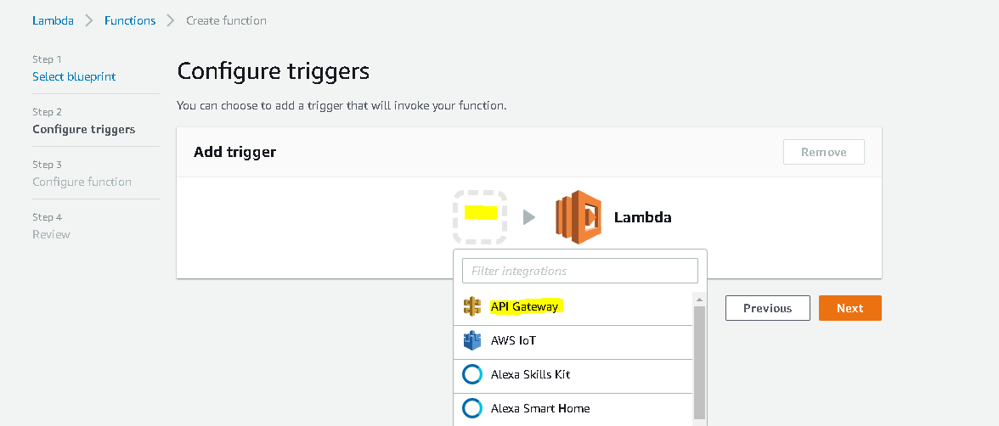 Lambda > Functions > Create function
Step 1
Select blueprint
Step 2
Configure triggers
Step 3
Configure function
Step 4
Review
Configure triggers
You can choose to add a trigger that will invoke your function.
Add trigger
Remove
Lambda
Filter integrations
API Gateway
AWS IoT
Alexa Skills Kit
Alexa Smart Home
Previous
Next